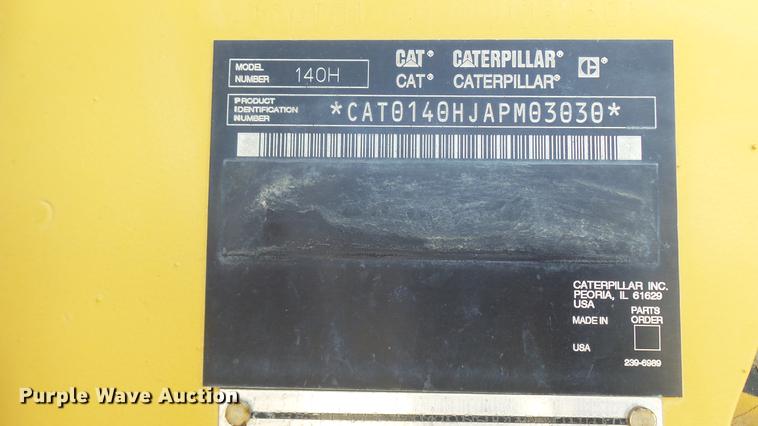 MODEL NUMBER 140H
CAT® CATERPILLAR® C®
CAT® CATERPILLAR®
PRODUCT
IDENTIFICATION
NUMBER
*CAT0140HJAPM03030*
CATERPILLAR INC.
PEORIA, IL 61629
USA
PARTS
MADE IN ORDER
USA
239-6989
Purple Wave Auction